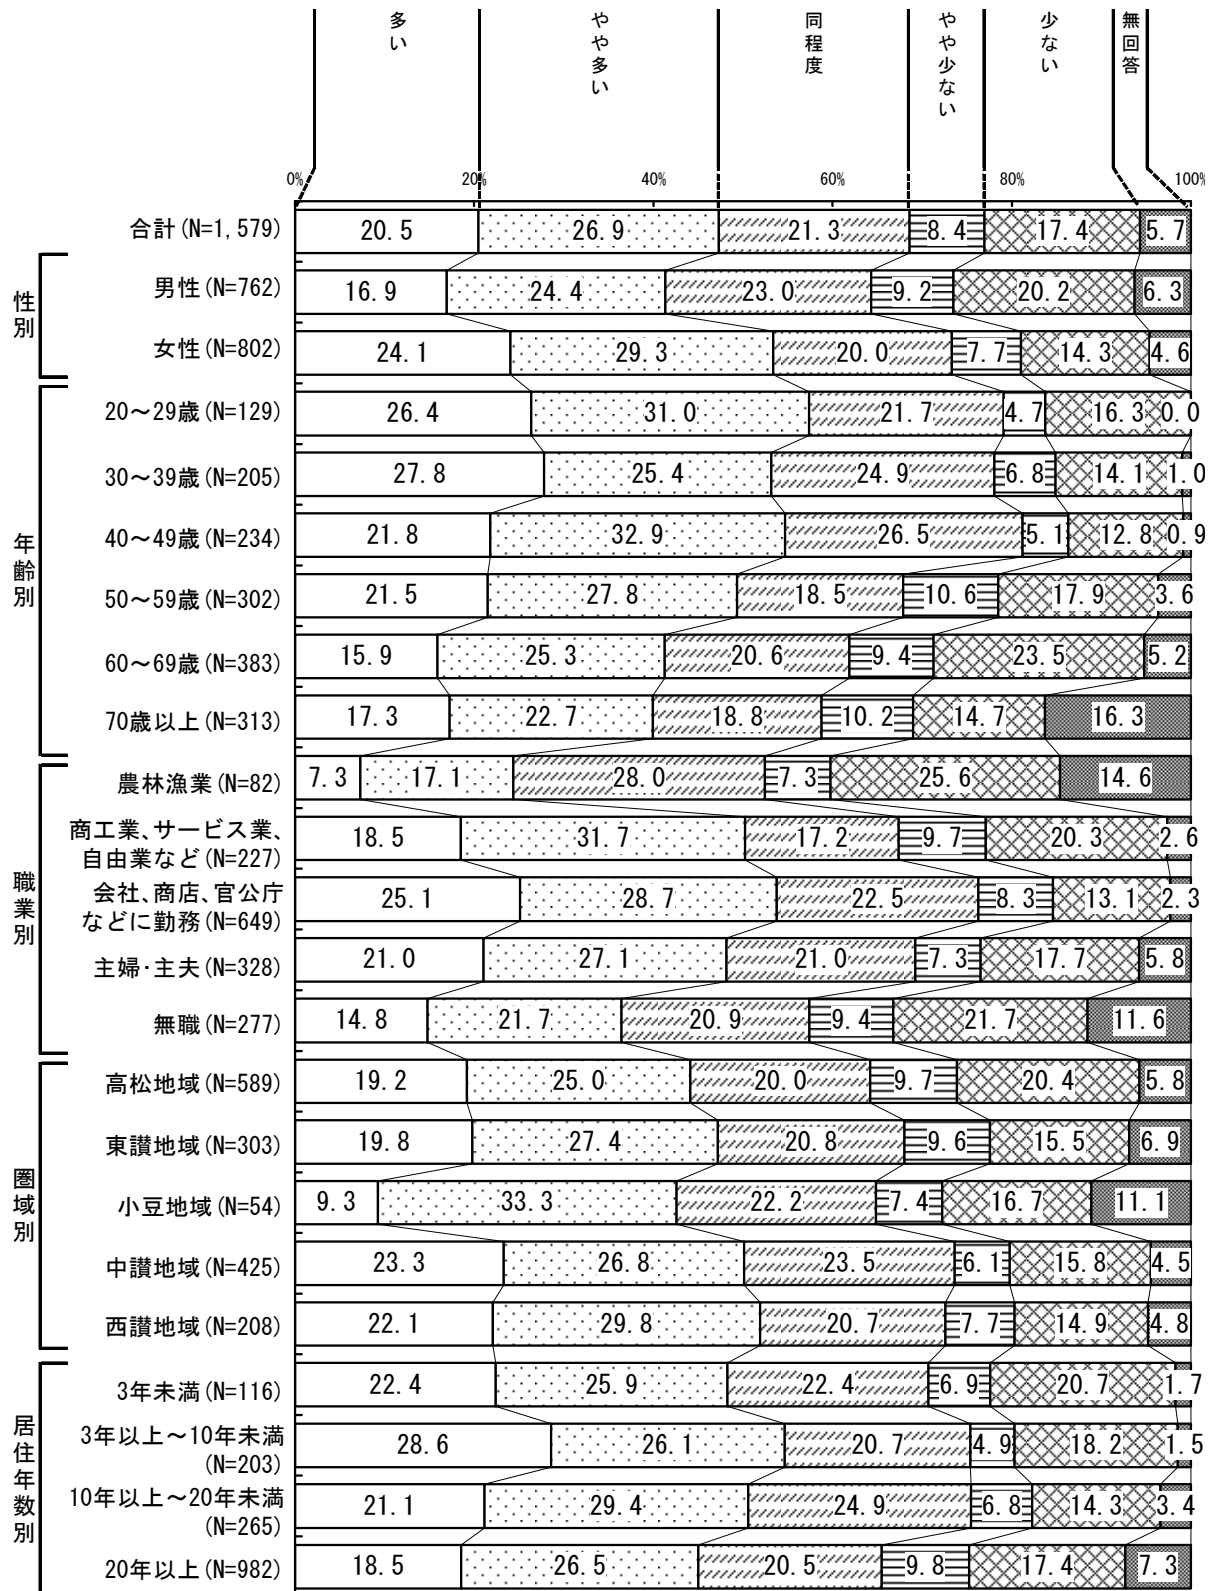 多い
やや多い
同程度
やや少ない
少ない
無回答
0% 20% 40% 60% 80% 100%
合計(N=1,579) 20.5 26.9 21.3 8.4 17.4 5.7
性別
男性(N=762) 16.9 24.4 23.0 9.2 20.2 6.3
女性(N=802) 24.1 29.3 20.0 7.7 14.3 4.6
年齢別
20～29歳(N=129) 26.4 31.0 21.7 4.7 16.3 0.0
30～39歳(N=205) 27.8 25.4 24.9 6.8 14.1 1.0
40～49歳(N=234) 21.8 32.9 26.5 5.1 12.8 0.9
50～59歳(N=302) 21.5 27.8 18.5 10.6 17.9 3.6
60～69歳(N=383) 15.9 25.3 20.6 9.4 23.5 5.2
70歳以上(N=313) 17.3 22.7 18.8 10.2 14.7 16.3
職業別
農林漁業(N=82) 7.3 17.1 28.0 7.3 25.6 14.6
商工業、サービス業、
自由業など(N=227) 18.5 31.7 17.2 9.7 20.3 2.6
会社、商店、官公庁
などに勤務(N=649) 25.1 28.7 22.5 8.3 13.1 2.3
主婦･主夫(N=328) 21.0 27.1 21.0 7.3 17.7 5.8
無職(N=277) 14.8 21.7 20.9 9.4 21.7 11.6
圏域別
高松地域(N=589) 19.2 25.0 20.0 9.7 20.4 5.8
東讃地域(N=303) 19.8 27.4 20.8 9.6 15.5 6.9
小豆地域(N=54) 9.3 33.3 22.2 7.4 16.7 11.1
中讃地域(N=425) 23.3 26.8 23.5 6.1 15.8 4.5
西讃地域(N=208) 22.1 29.8 20.7 7.7 14.9 4.8
居住年数別
3年未満(N=116) 22.4 25.9 22.4 6.9 20.7 1.7
3年以上～10年未満
(N=203) 28.6 26.1 20.7 4.9 18.2 1.5
10年以上～20年未満
(N=265) 21.1 29.4 24.9 6.8 14.3 3.4
20年以上(N=982) 18.5 26.5 20.5 9.8 17.4 7.3